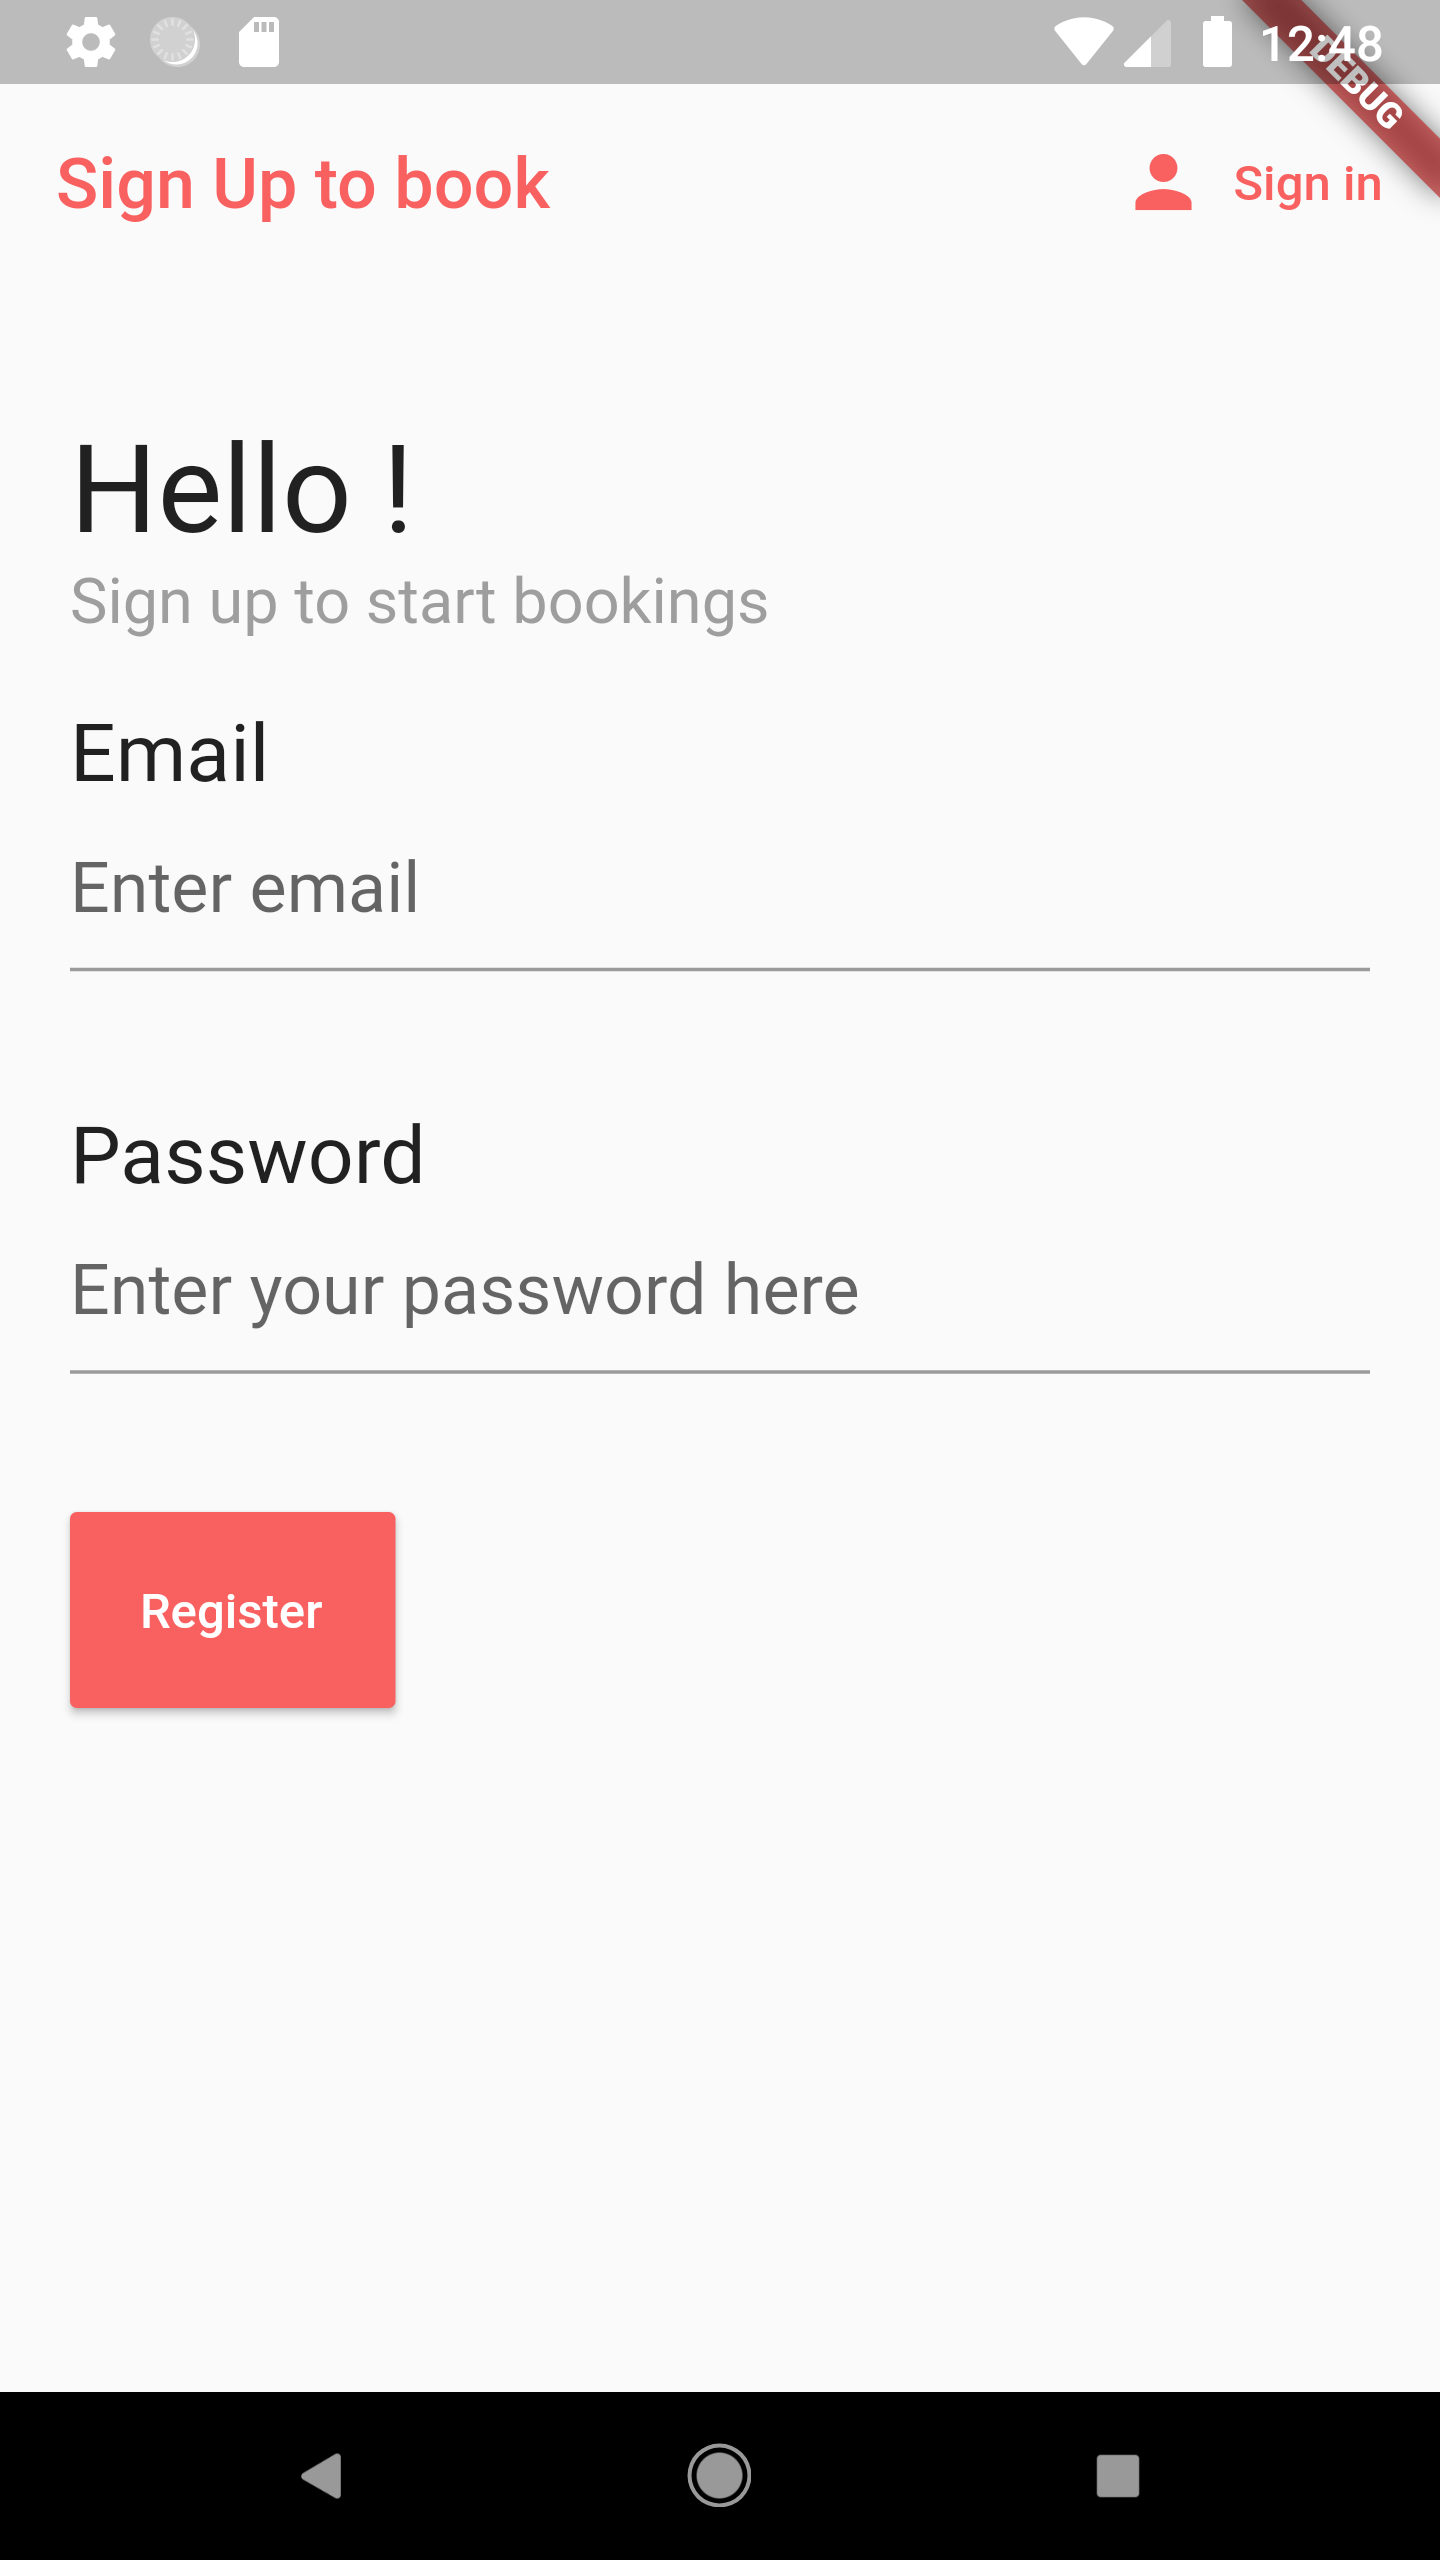 12:48
DEBUG
Sign Up to book
Sign in
Hello !
Sign up to start bookings
Email
Enter email
Password
Enter your password here
Register